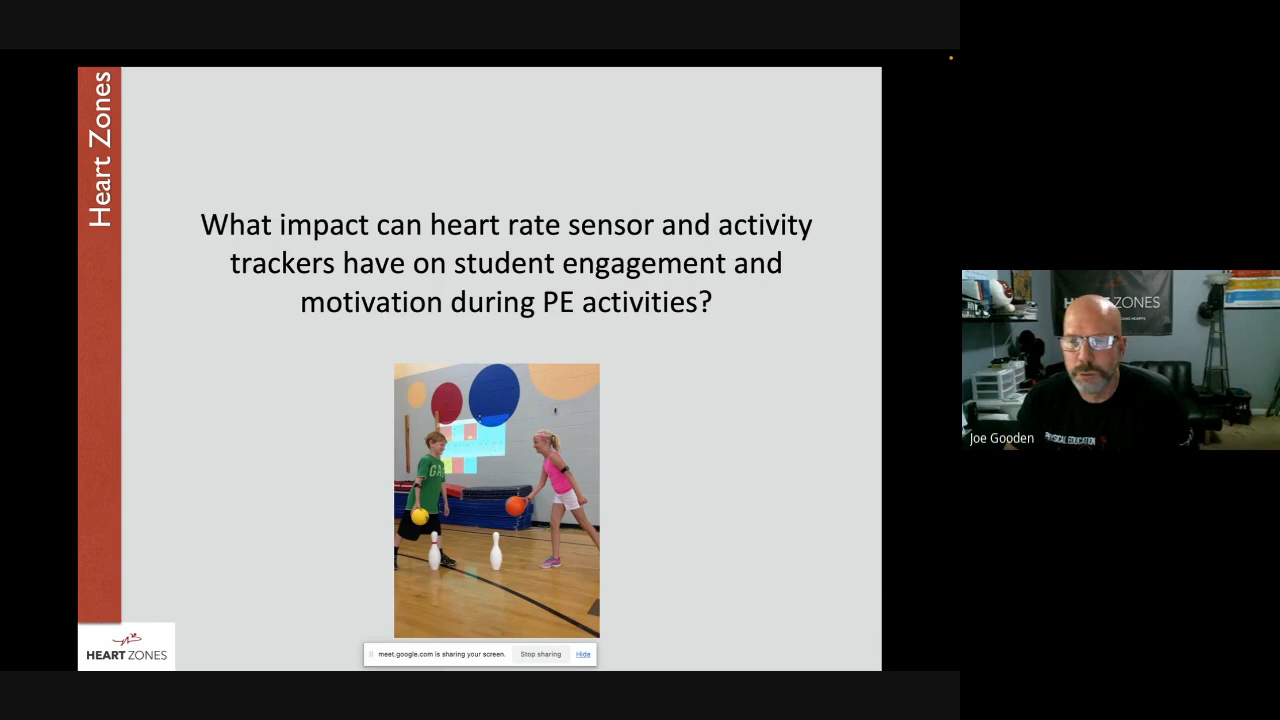 Heart Zones
What impact can heart rate sensor and activity
trackers have on student engagement and
motivation during PE activities?
HEART ZONES
meet.google.com is sharing your screen.
Stop sharing
Hide
ZONES
PHYSICAL EDUCATION
Joe Gooden